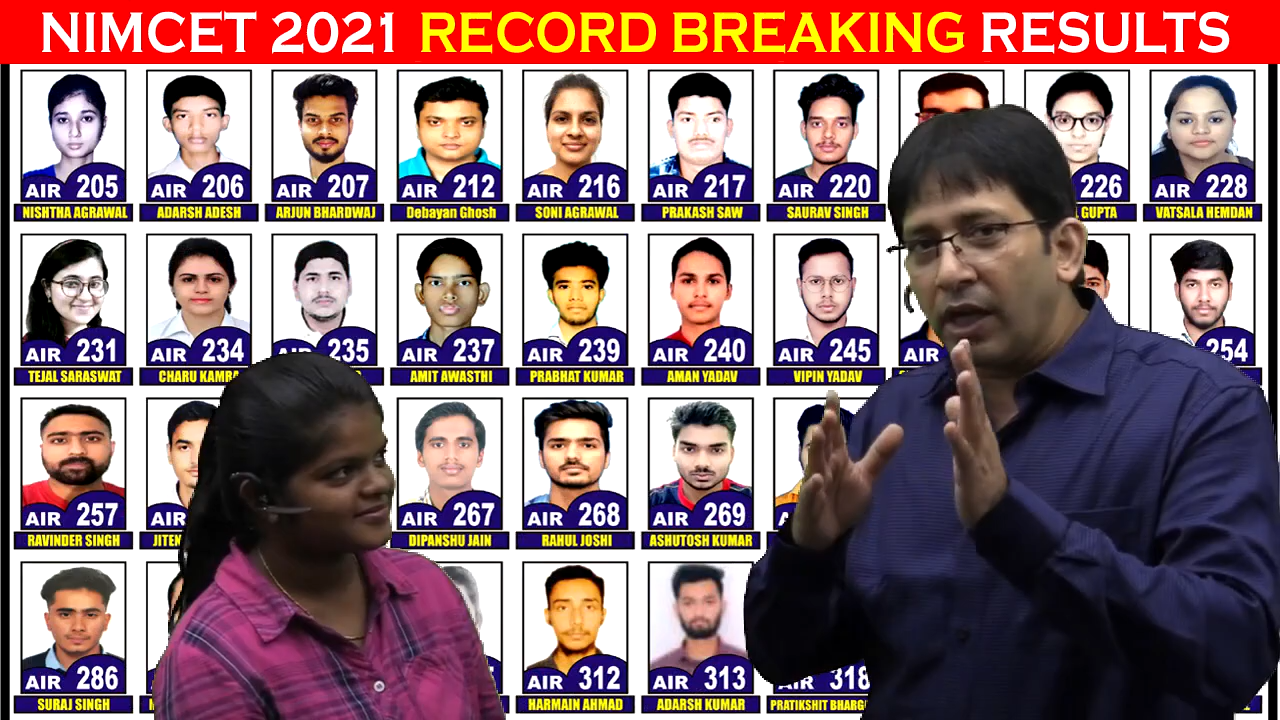 NIMCET 2021 RECORD BREAKING RESULTS
AIR 205 AIR 206 AIR 207 AIR 212 AIR 216 AIR 217 AIR 220 226 AIR 228
NISHTHA AGRAWAL ADARSH ADESH ARJUN BHARDWAJ Debayan Ghosh SONI AGRAWAL PRAKASH SAW SAURAV SINGH GUPTA VATSALA HEMDAN
AIR 231 AIR 234 AIR 235 AIR 237 AIR 239 AIR 240 AIR 245 AIR 254
TEJAL SARASWAT CHARU KAMRA AMIT AWASTHI PRABHAT KUMAR AMAN YADAV VIPIN YADAV
AIR 257 AIR AIR 267 AIR 268 AIR 269
RAVINDER SINGH JITEN DIPANSHU JAIN RAHUL JOSHI ASHUTOSH KUMAR
AIR 286 AIR 312 AIR 313 AIR 318
SURAJ SINGH HARMAIN AHMAD ADARSH KUMAR PRATIKSHIT BHARG